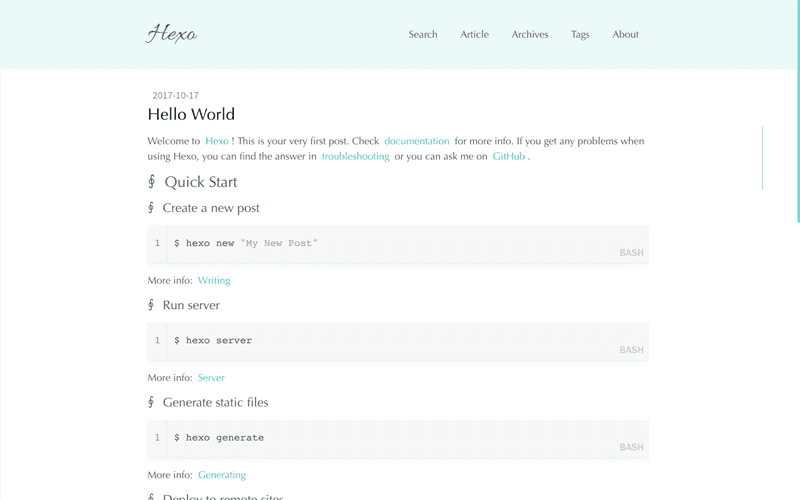 Hexo
Search Article Archives Tags About
2017-10-17
Hello World
Welcome to Hexo ! This is your very first post. Check documentation for more info. If you get any problems when
using Hexo, you can find the answer in troubleshooting or you can ask me on GitHub .
∮ Quick Start
∮ Create a new post
1 $ hexo new "My New Post"
BASH
More info: Writing
∮ Run server
1 $ hexo server
BASH
More info: Server
∮ Generate static files
1 $ hexo generate
BASH
More info: Generating
∮ Deploy to remote sites